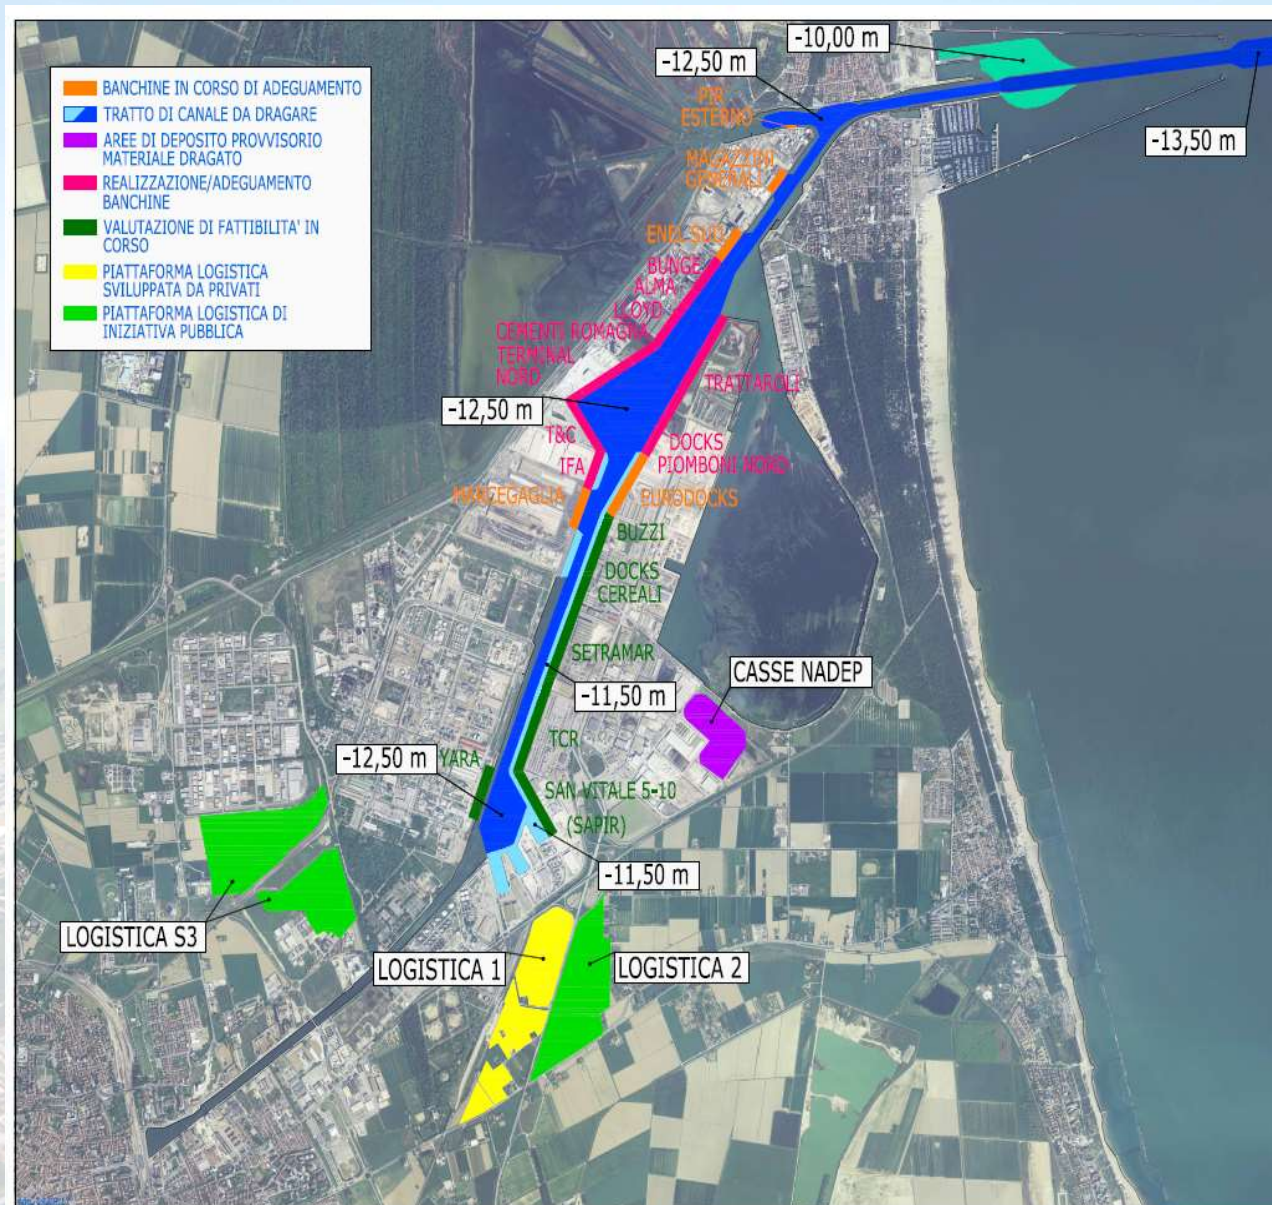 BANCHINE IN CORSO DI ADEGUAMENTO
TRATTO DI CANALE DA DRAGARE
AREE DI DEPOSITO PROVVISORIO
MATERIALE DRAGATO
REALIZZAZIONE/ADEGUAMENTO
BANCHINE
VALUTAZIONE DI FATTIBILITA' IN
CORSO
PIATTAFORMA LOGISTICA
SVILUPPATA DA PRIVATI
PIATTAFORMA LOGISTICA DI
INIZIATIVA PUBBLICA
-10,00 m
-12,50 m
-13,50 m
PIR
ESTERNO
MAGAZZINI
GENERALI
ENEL SUD
BUNGE
ALMA
LLOYD
CEMENTI ROMAGNA
TERMINAL
NORD
TRATTAROLI
-12,50 m
T&C
IFA
DOCKS
PIOMBONI NORD
MARCEGAGLIA
EURODOCKS
BUZZI
DOCKS
CEREALI
SETRAMAR
CASSE NADEP
-11,50 m
TCR
YARA
-12,50 m
SAN VITALE 5-10
(SAPIR)
-11,50 m
LOGISTICA S3
LOGISTICA 1
LOGISTICA 2